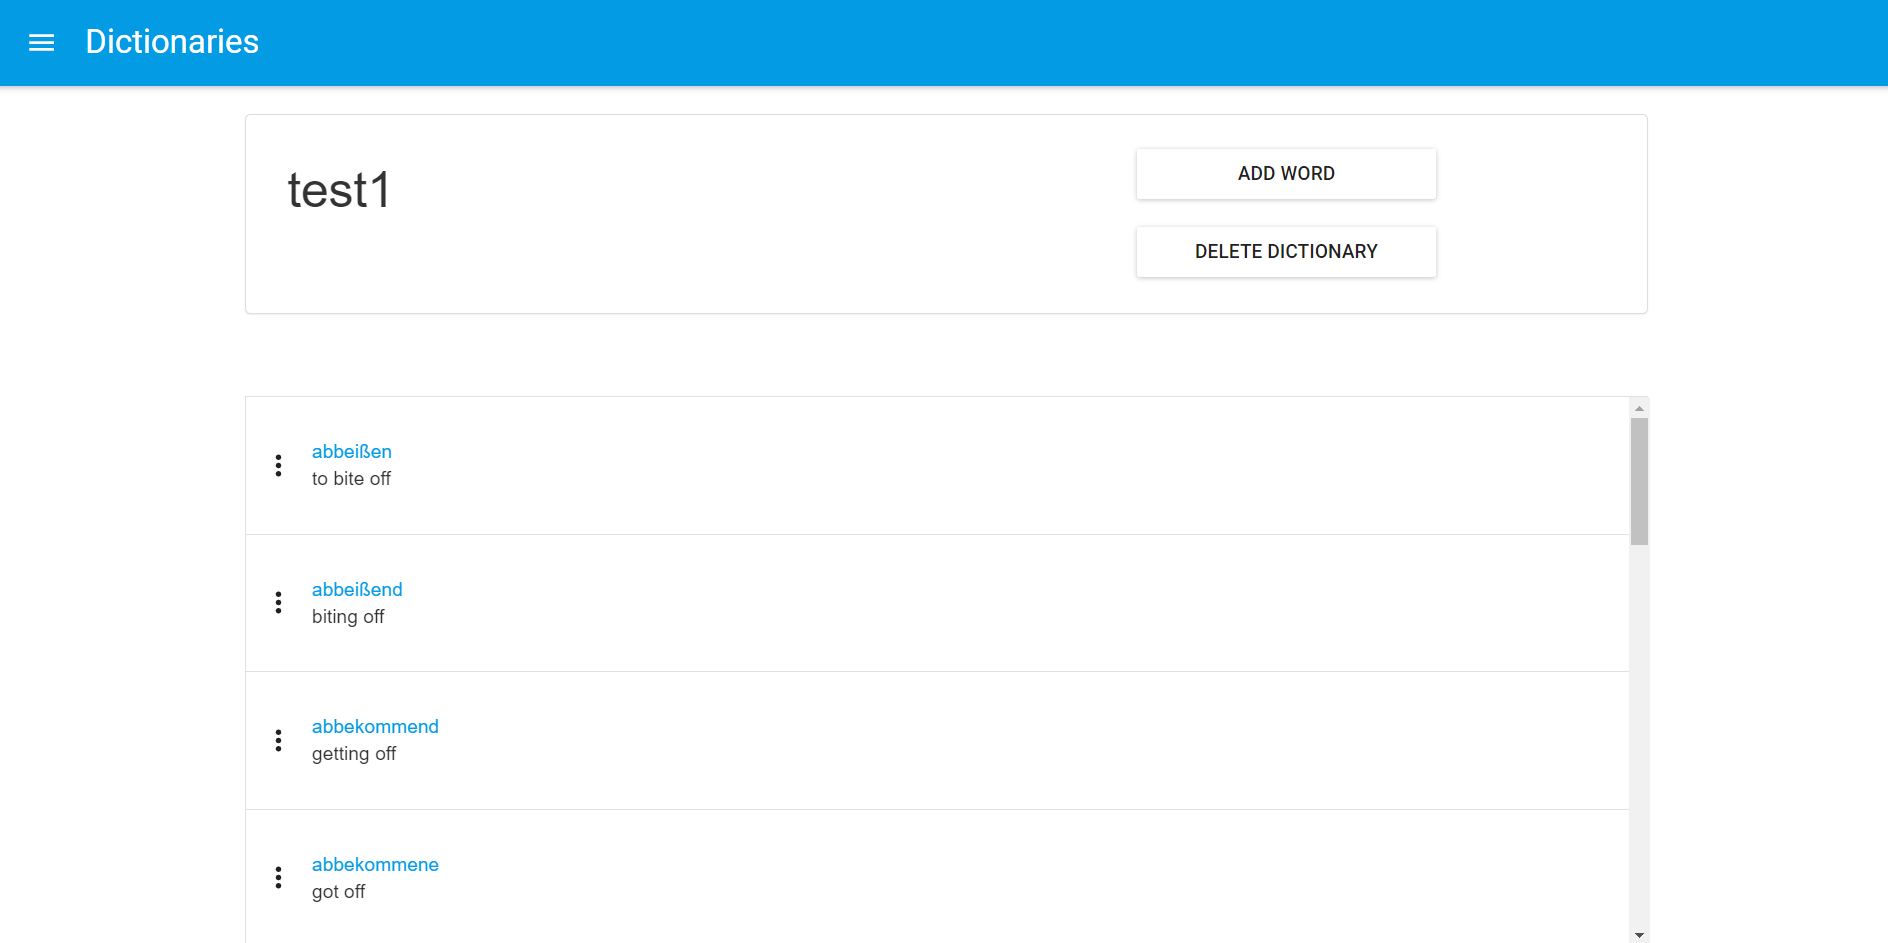 Dictionaries
test1
ADD WORD
DELETE DICTIONARY
abbeißen
to bite off
abbeißend
biting off
abbekommend
getting off
abbekommene
got off